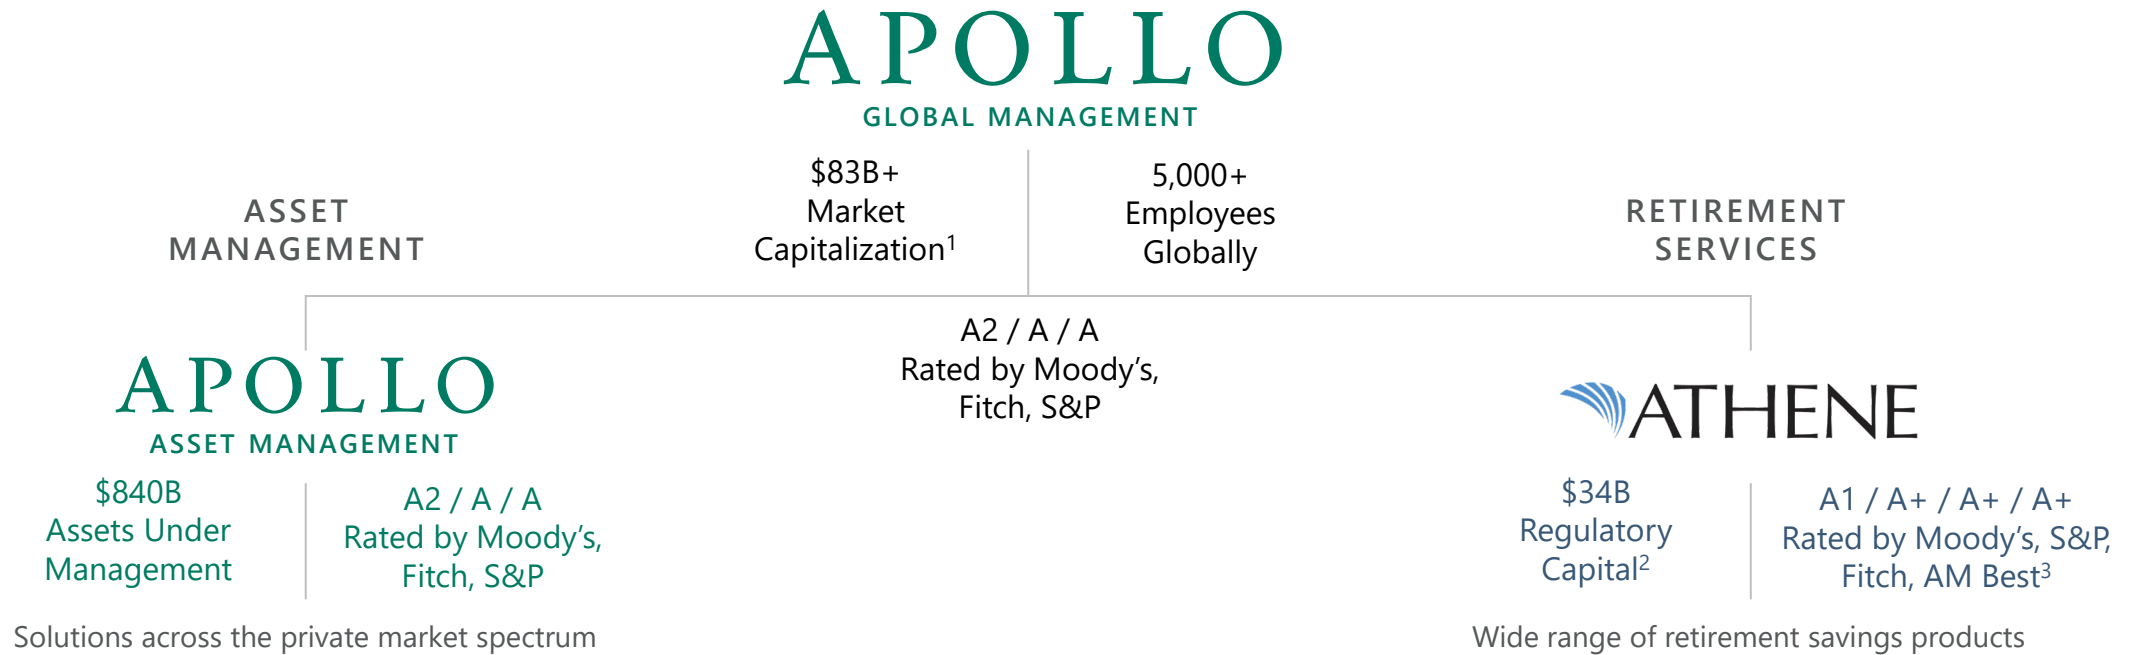 APOLLO
GLOBAL MANAGEMENT
$83B+
Market
Capitalization¹
5,000+
Employees
Globally
ASSET
MANAGEMENT
RETIREMENT
SERVICES
A2 / A / A
Rated by Moody’s,
Fitch, S&P
APOLLO
ASSET MANAGEMENT
$840B
Assets Under
Management
A2 / A / A
Rated by Moody’s,
Fitch, S&P
Solutions across the private market spectrum
ATHENE
$34B
Regulatory
Capital²
A1 / A+ / A+ / A+
Rated by Moody’s, S&P,
Fitch, AM Best³
Wide range of retirement savings products